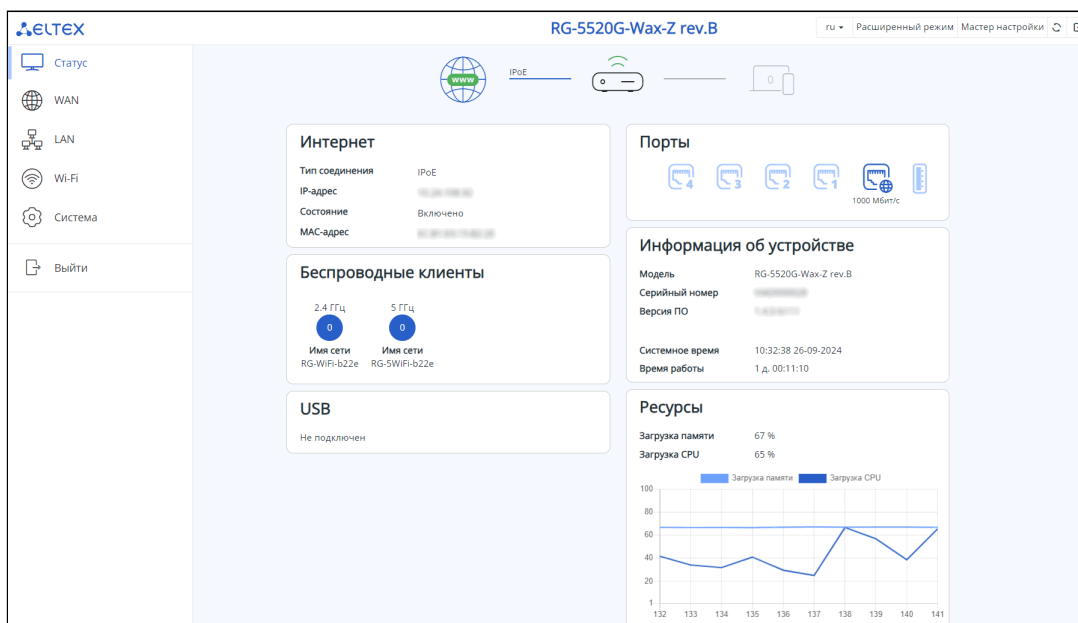 ELTEX
RG-5520G-Wax-Z rev.B
ru
Расширенный режим
Мастер настройки
Статус
WAN
LAN
Wi-Fi
Система
Выйти
www
IPoE
0
Интернет
Тип соединения IPoE
IP-адрес
Состояние Включено
MAC-адрес
Беспроводные клиенты
2.4 ГГц 5 ГГц
0 0
Имя сети Имя сети
RG-WiFi-b22e RG-5WiFi-b22e
USB
Не подключен
Порты
4 3 2 1
1000 Мбит/с
Информация об устройстве
Модель RG-5520G-Wax-Z rev.B
Серийный номер
Версия ПО
Системное время 10:32:38 26-09-2024
Время работы 1 д. 00:11:10
Ресурсы
Загрузка памяти 67 %
Загрузка CPU 65 %
Загрузка памяти Загрузка CPU
100
80
60
40
20
1
132 133 134 135 136 137 138 139 140 141